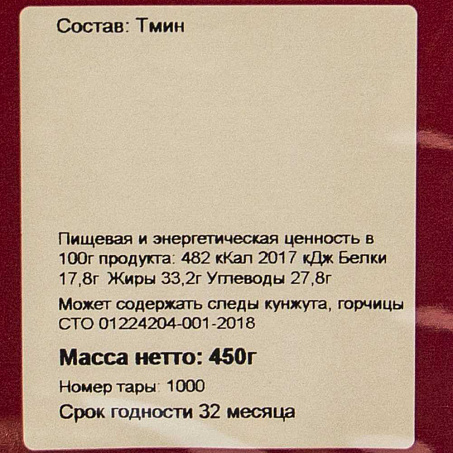 Состав: Тмин
Пищевая и энергетическая ценность в
100г продукта: 482 кКал 2017 кДж Белки
17,8г Жиры 33,2г Углеводы 27,8г
Может содержать следы кунжута, горчицы
СТО 01224204-001-2018
Масса нетто: 450г
Номер тары: 1000
Срок годности 32 месяца